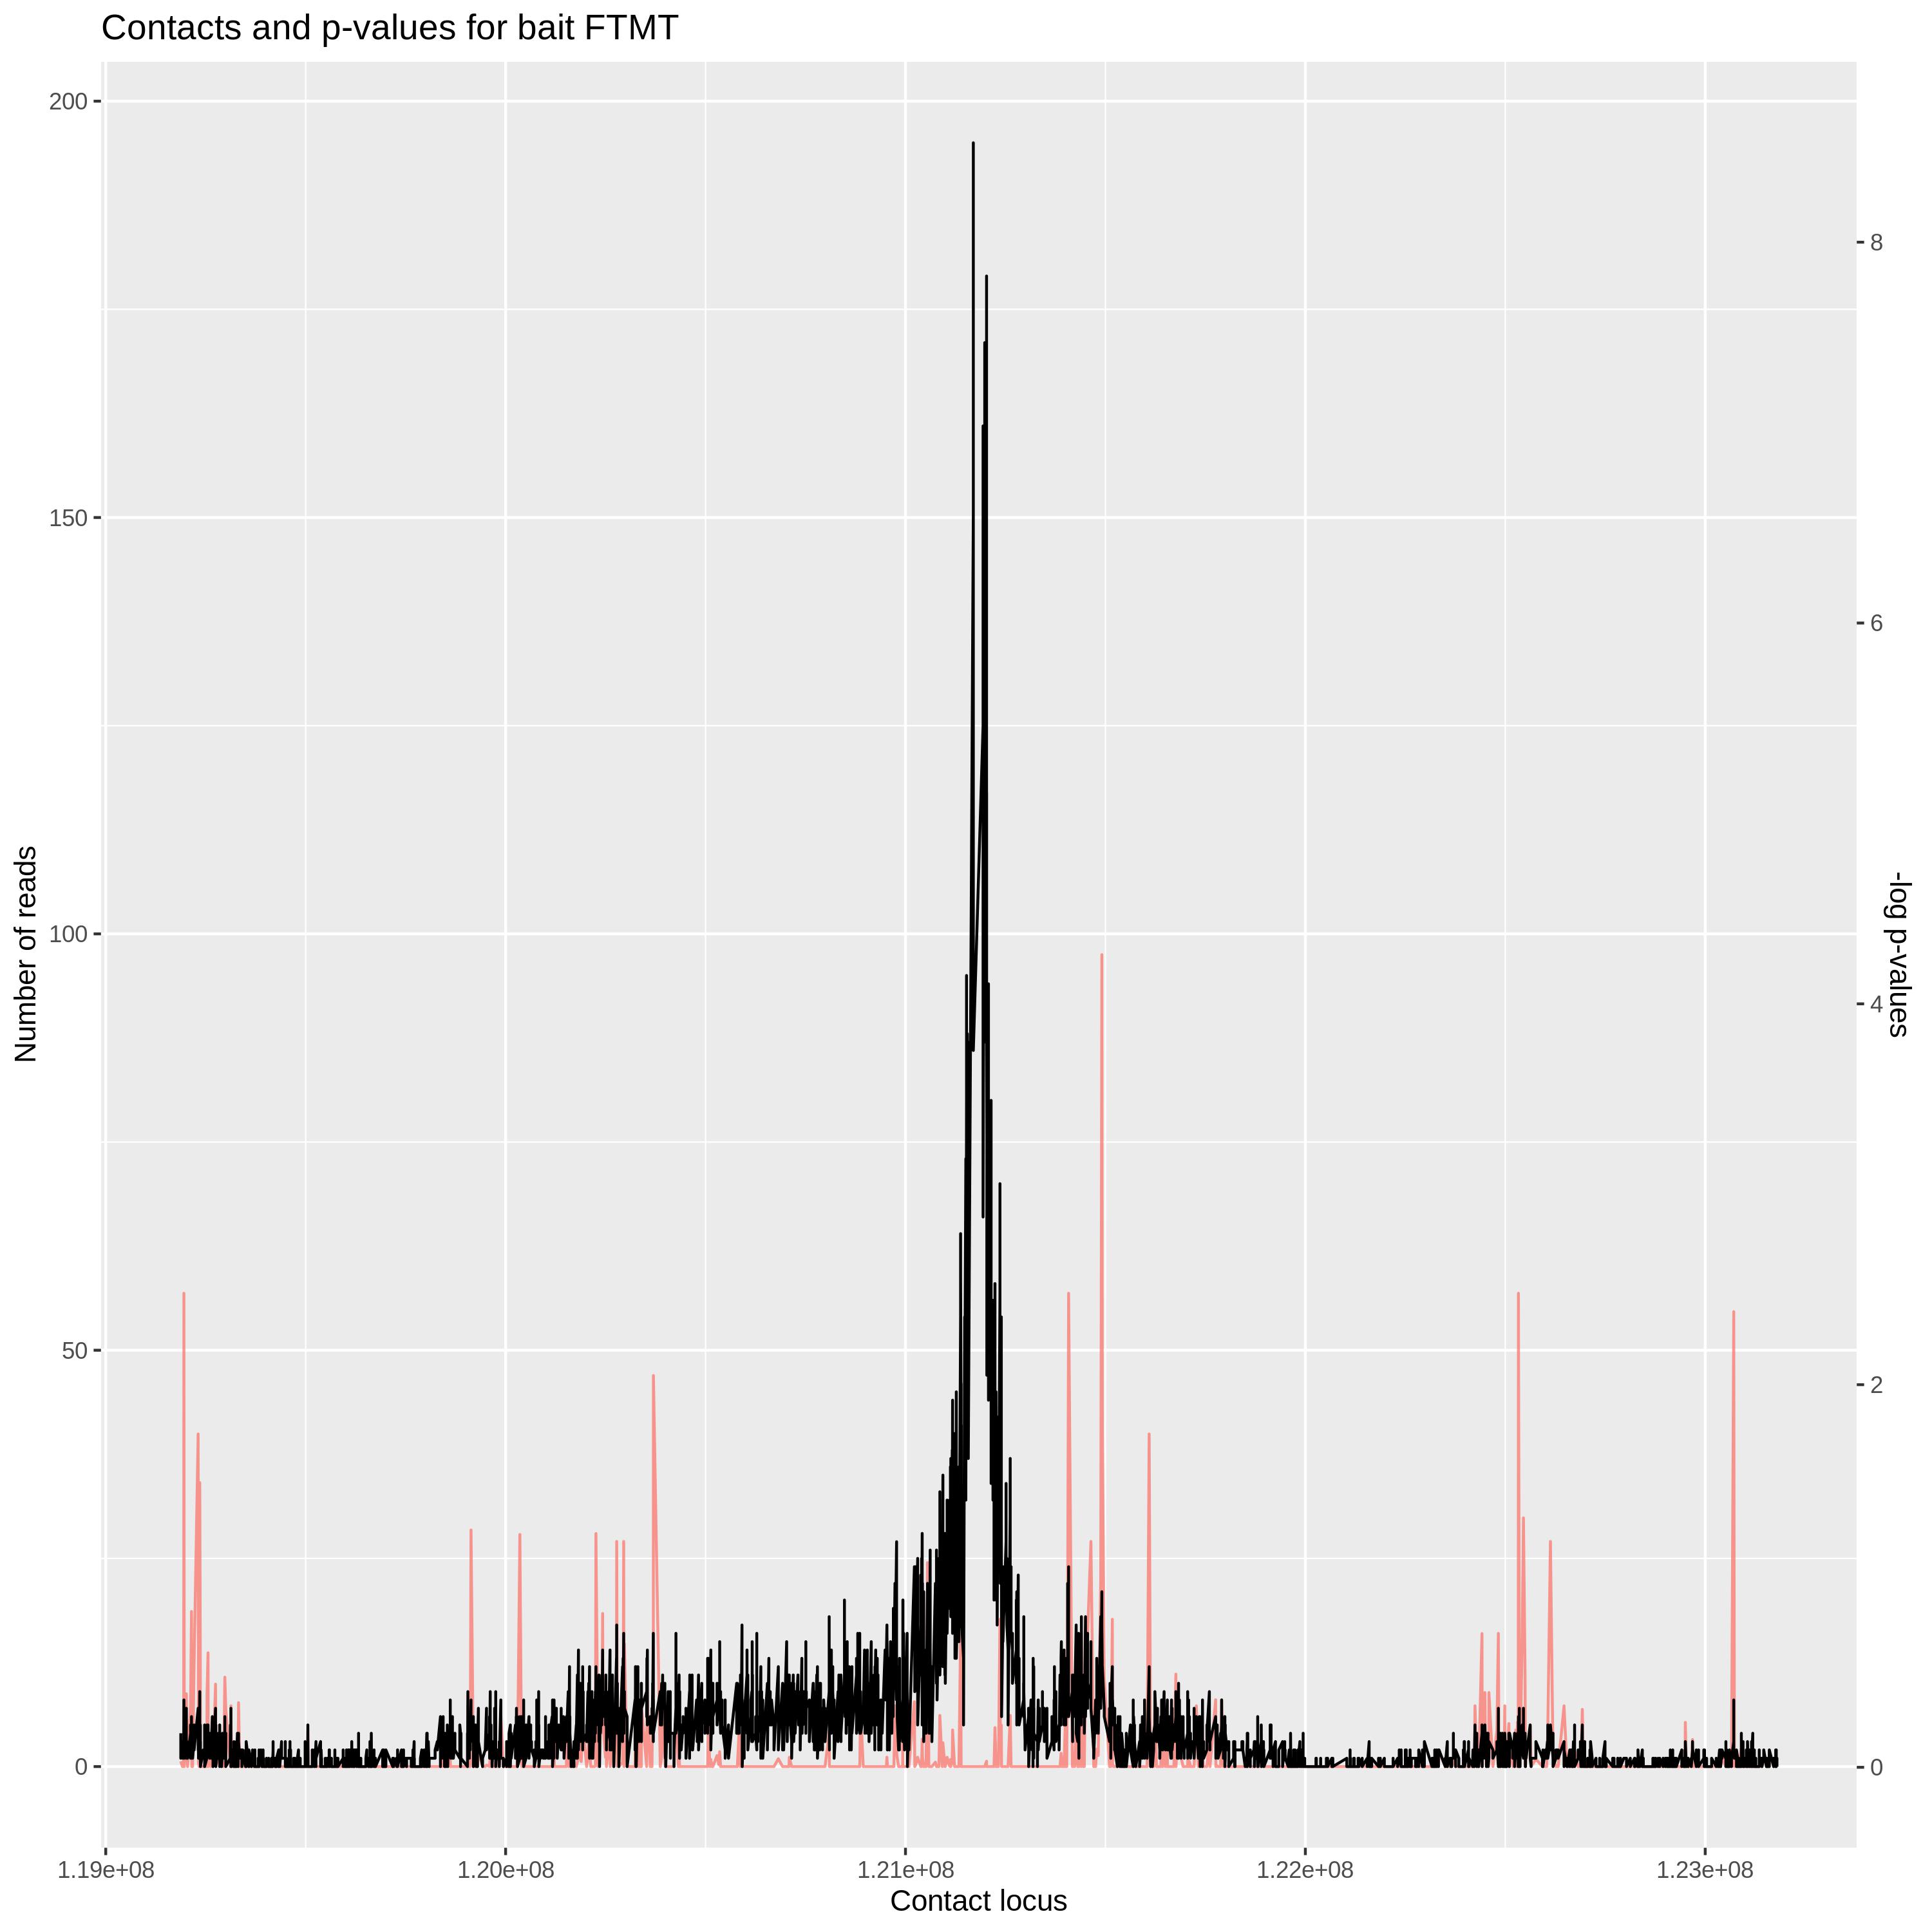 Contacts and p-values for bait FTMT
200
150
100
50
0
Number of reads
8
6
4
2
0
-log p-values
1.19e+08
1.20e+08
1.21e+08
1.22e+08
1.23e+08
Contact locus